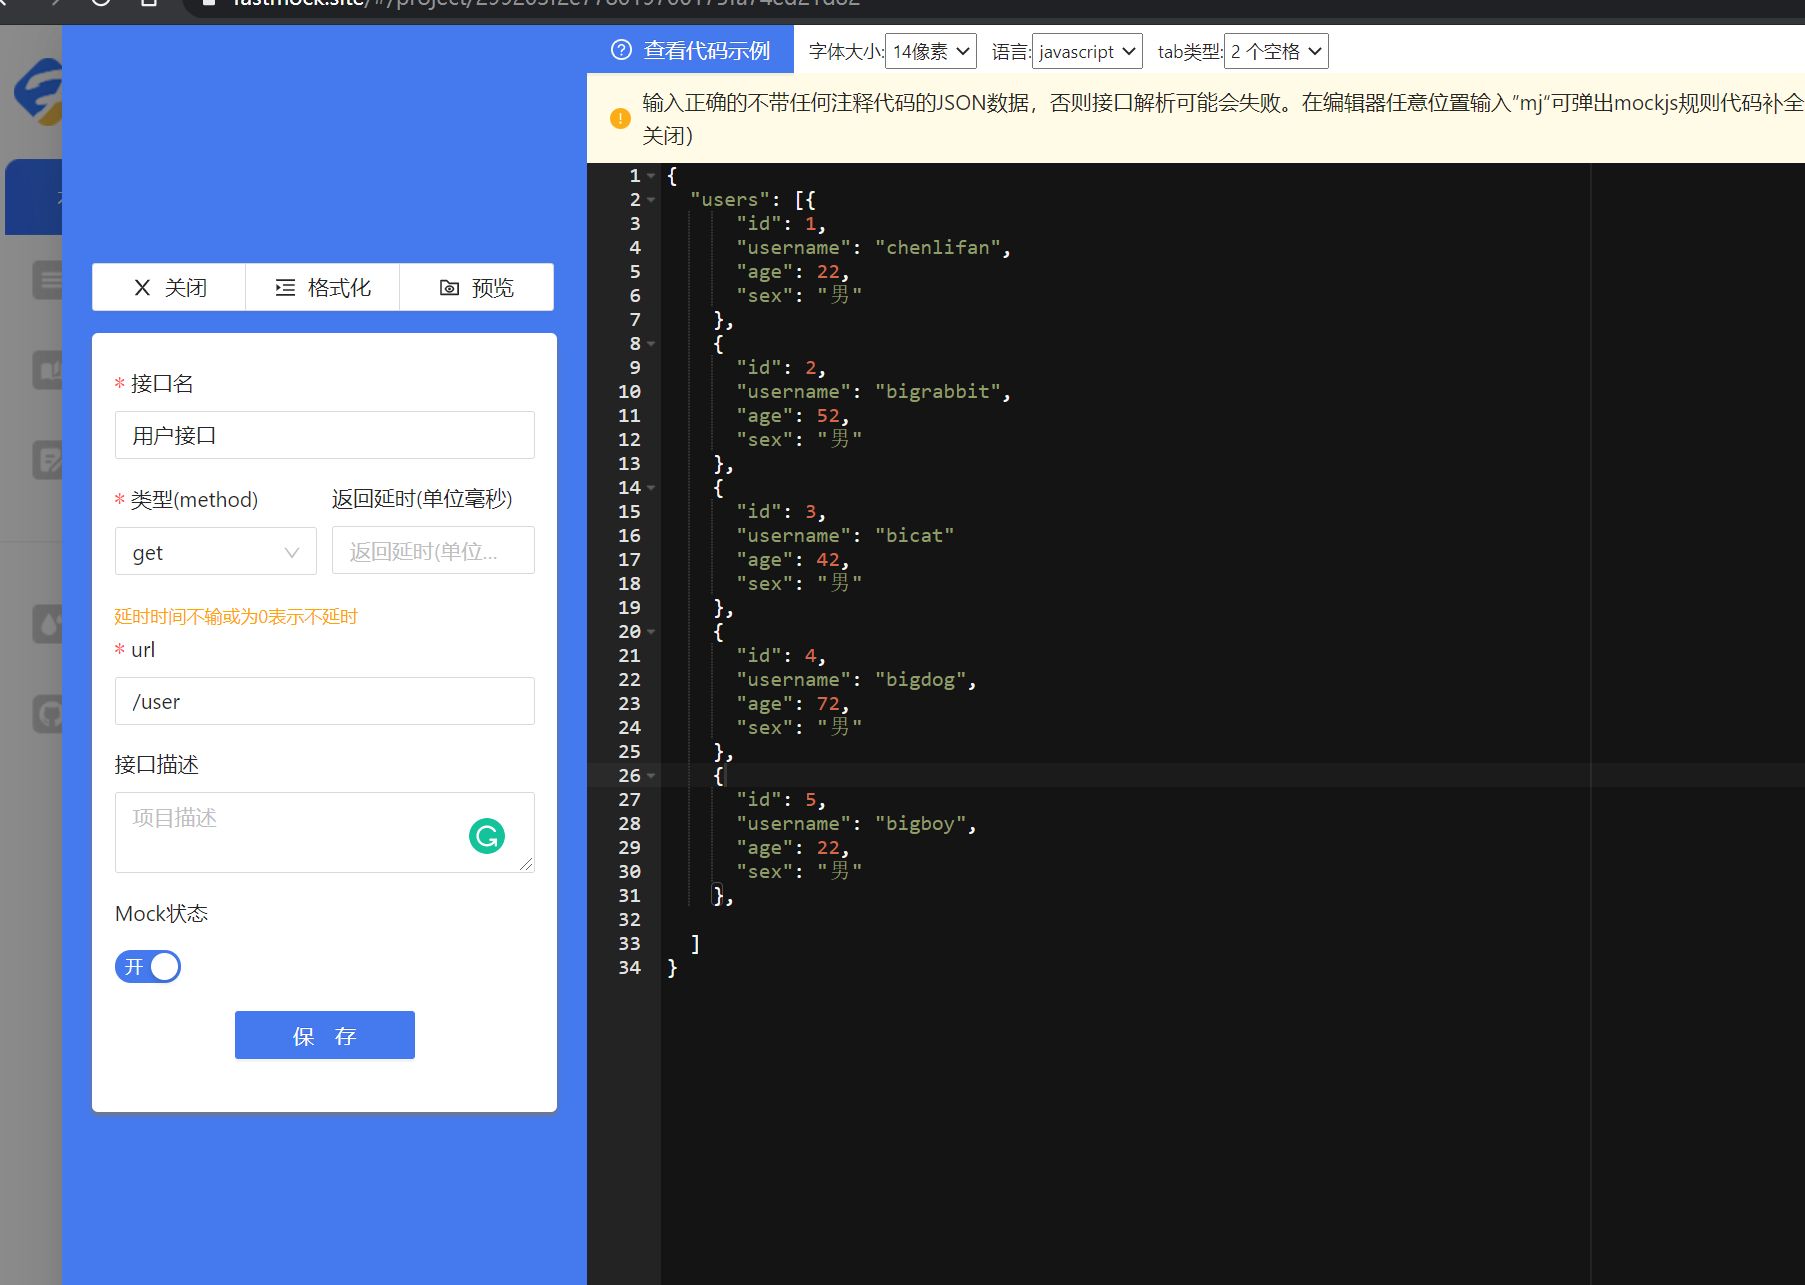 查看代码示例
字体大小: 14像素 语言: javascript tab类型: 2 个空格
输入正确的不带任何注释代码的JSON数据，否则接口解析可能会失败。在编辑器任意位置输入”mj“可弹出mockjs规则代码补全
关闭）
关闭 格式化 预览
* 接口名
用户接口
* 类型(method) 返回延时(单位毫秒)
get 返回延时(单位...
延时时间不输或为0表示不延时
* url
/user
接口描述
项目描述
Mock状态
开
保 存
1 {
2 "users": [{
3 "id": 1,
4 "username": "chenlifan",
5 "age": 22,
6 "sex": "男"
7 },
8 {
9 "id": 2,
10 "username": "bigrabbit",
11 "age": 52,
12 "sex": "男"
13 },
14 {
15 "id": 3,
16 "username": "bicat"
17 "age": 42,
18 "sex": "男"
19 },
20 {
21 "id": 4,
22 "username": "bigdog",
23 "age": 72,
24 "sex": "男"
25 },
26 {
27 "id": 5,
28 "username": "bigboy",
29 "age": 22,
30 "sex": "男"
31 },
32
33 ]
34 }